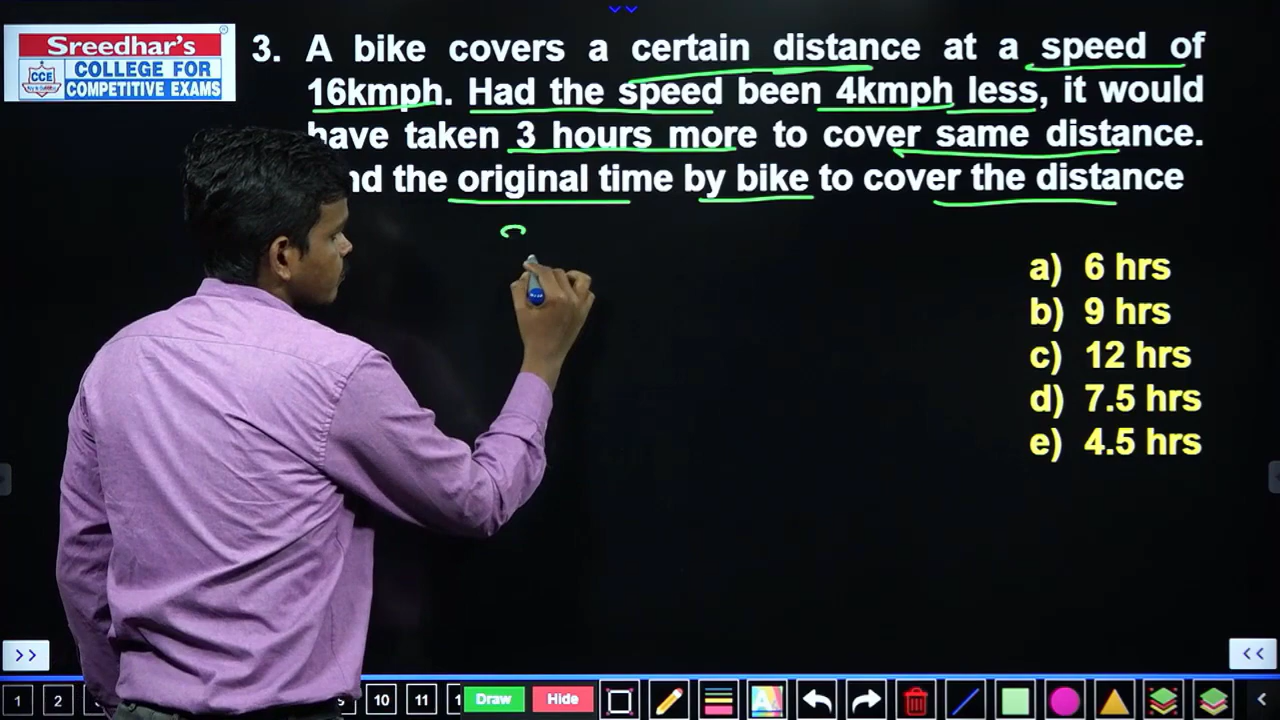 Sreedhar's
CCE
COLLEGE FOR
COMPETITIVE EXAMS
3. A bike covers a certain distance at a speed of
16kmph. Had the speed been 4kmph less, it would
have taken 3 hours more to cover same distance.
nd the original time by bike to cover the distance
a) 6 hrs
b) 9 hrs
c) 12 hrs
d) 7.5 hrs
e) 4.5 hrs
>> <<
1 2 10 11 1 Draw Hide A